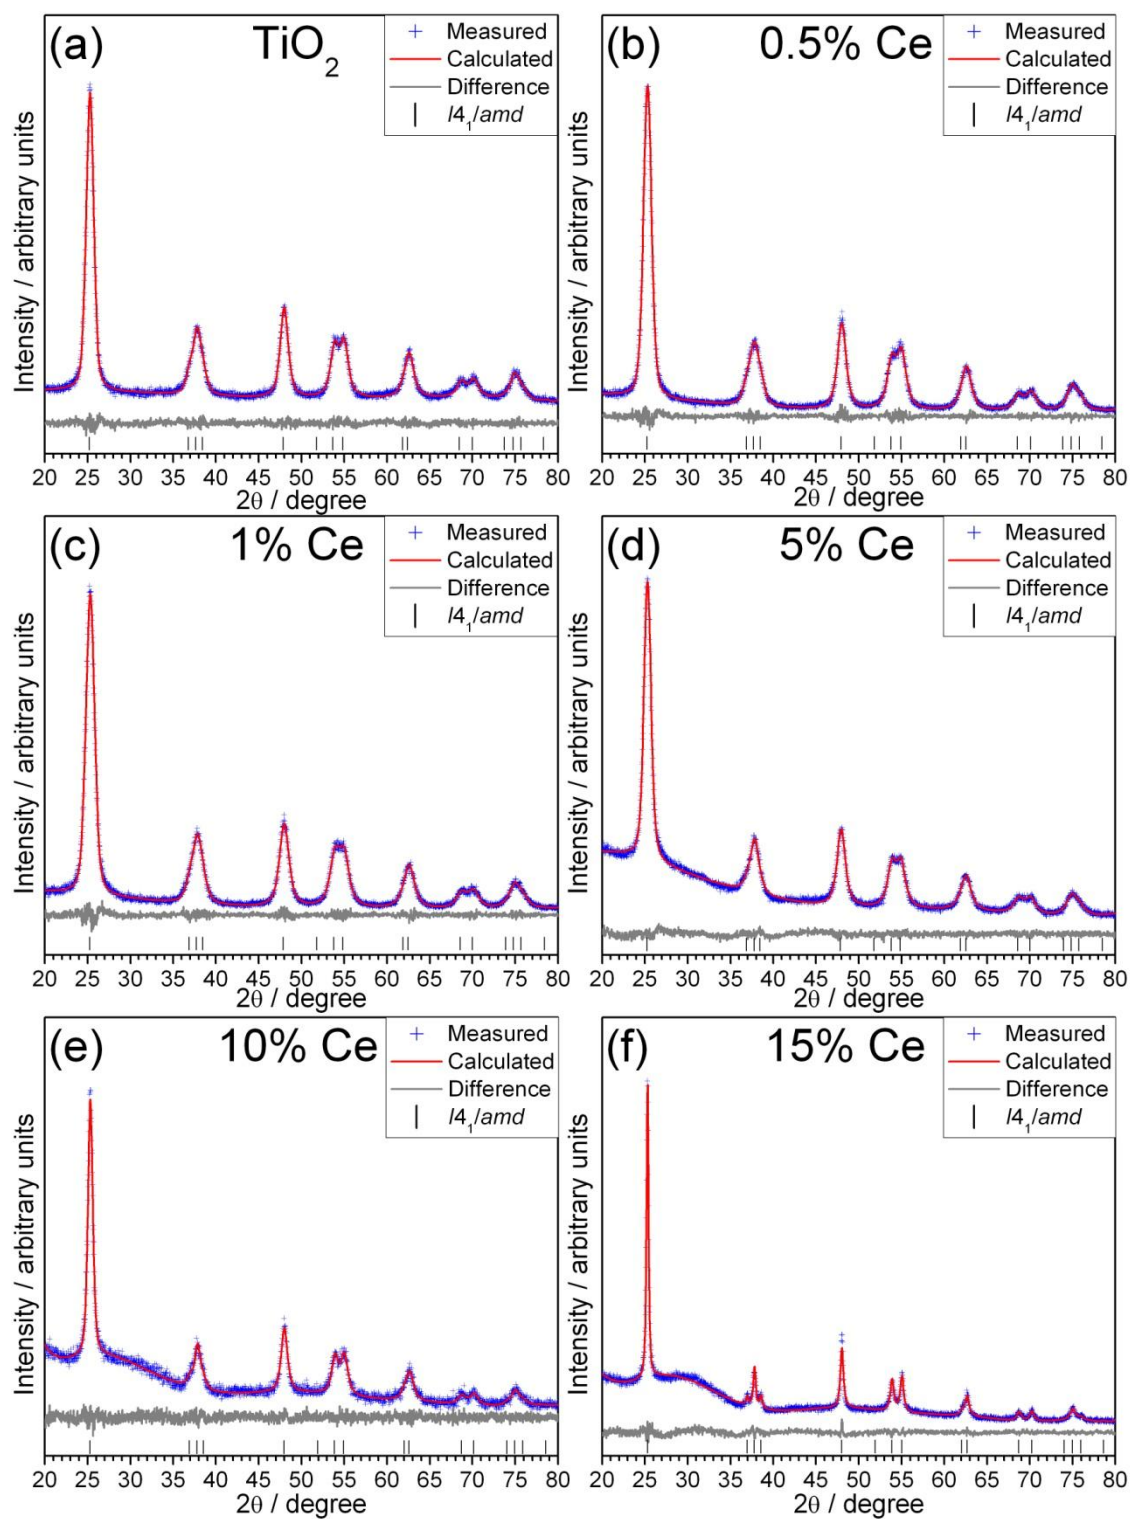 (a) TiO₂
Measured
Calculated
Difference
I4₁/amd
Intensity / arbitrary units
20 25 30 35 40 45 50 55 60 65 70 75 80
2θ / degree
(b) 0.5% Ce
Measured
Calculated
Difference
I4₁/amd
Intensity / arbitrary units
20 25 30 35 40 45 50 55 60 65 70 75 80
2θ / degree
(c) 1% Ce
Measured
Calculated
Difference
I4₁/amd
Intensity / arbitrary units
20 25 30 35 40 45 50 55 60 65 70 75 80
2θ / degree
(d) 5% Ce
Measured
Calculated
Difference
I4₁/amd
Intensity / arbitrary units
20 25 30 35 40 45 50 55 60 65 70 75 80
2θ / degree
(e) 10% Ce
Measured
Calculated
Difference
I4₁/amd
Intensity / arbitrary units
20 25 30 35 40 45 50 55 60 65 70 75 80
2θ / degree
(f) 15% Ce
Measured
Calculated
Difference
I4₁/amd
Intensity / arbitrary units
20 25 30 35 40 45 50 55 60 65 70 75 80
2θ / degree